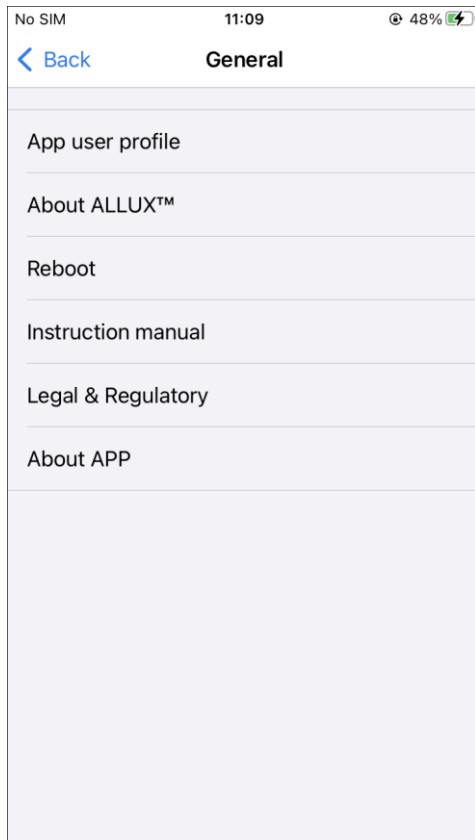 No SIM 11:09 48%
Back General
App user profile
About ALLUX™
Reboot
Instruction manual
Legal & Regulatory
About APP